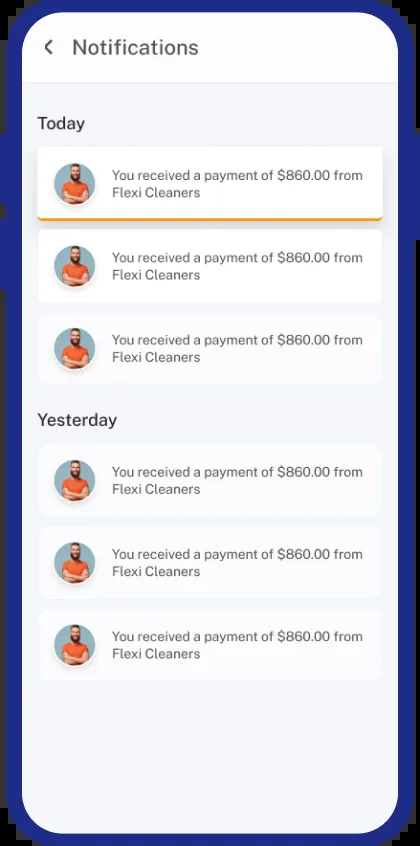 Notifications
Today
You received a payment of $860.00 from
Flexi Cleaners
You received a payment of $860.00 from
Flexi Cleaners
You received a payment of $860.00 from
Flexi Cleaners
Yesterday
You received a payment of $860.00 from
Flexi Cleaners
You received a payment of $860.00 from
Flexi Cleaners
You received a payment of $860.00 from
Flexi Cleaners